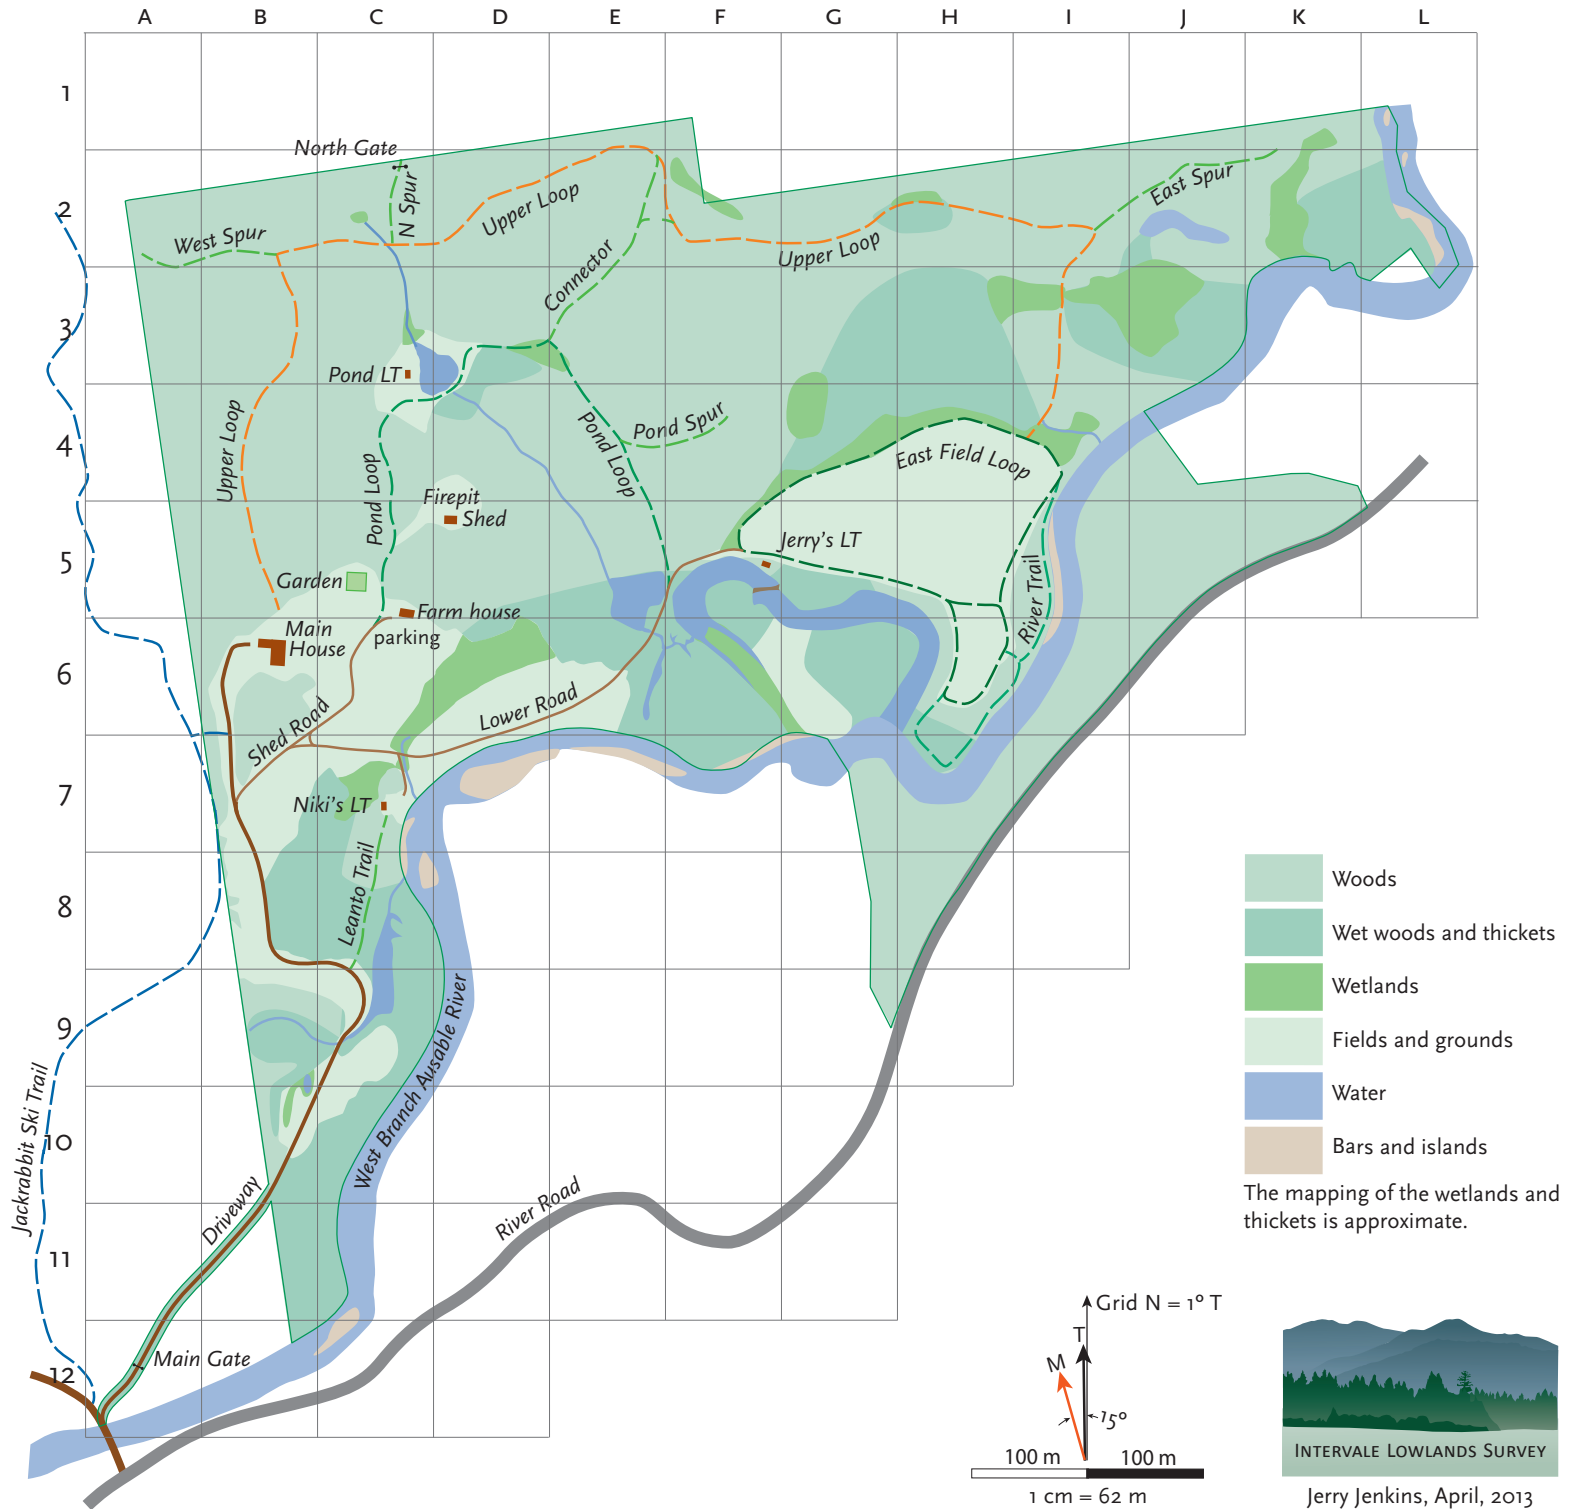 A B C D E F G H I J K L
1
North Gate
N Spur
2
West Spur
Upper Loop
Upper Loop
East Spur
Connector
3
Pond LT
Upper Loop
4
Pond Loop
Pond Spur
Pond Loop
East Field Loop
Firepit
Shed
5
Jerry's LT
Garden
Farm house
River Trail
Main
House
parking
6
Shed Road
Lower Road
7
Niki's LT
Leanto Trail
8
Woods
Wet woods and thickets
Wetlands
9
Fields and grounds
Jackrabbit Ski Trail
West Branch Ausable River
Water
10
Bars and islands
The mapping of the wetlands and
thickets is approximate.
Driveway
River Road
11
Grid N = 1° T
T
M
15°
12
Main Gate
100 m 100 m
1 cm = 62 m
Intervale Lowlands Survey
Jerry Jenkins, April, 2013